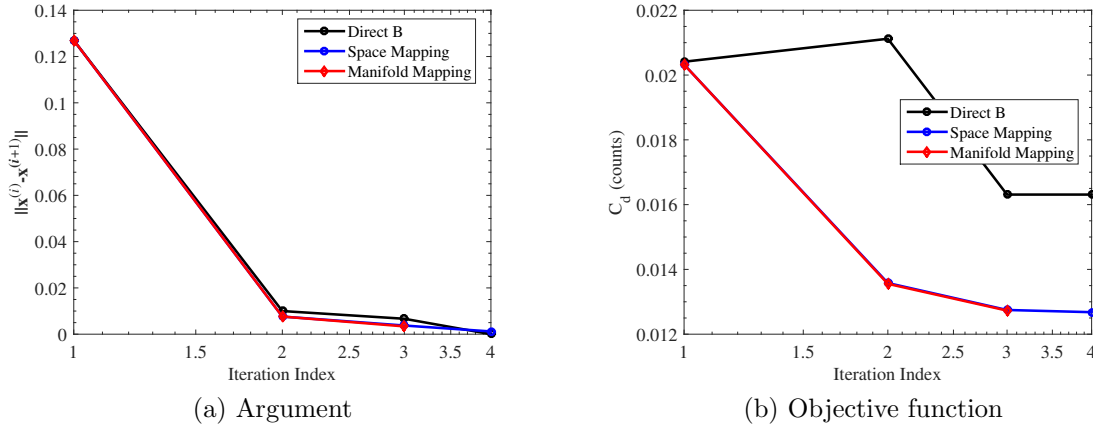 0.14
0.12
0.1
0.08
0.06
0.04
0.02
0
||x^(i)-x^(i+1)||
1
1.5
2
2.5
3
3.5
4
Iteration Index
Direct B
Space Mapping
Manifold Mapping
(a) Argument
0.022
0.02
0.018
0.016
0.014
0.012
C_d (counts)
1
1.5
2
2.5
3
3.5
4
Iteration Index
Direct B
Space Mapping
Manifold Mapping
(b) Objective function